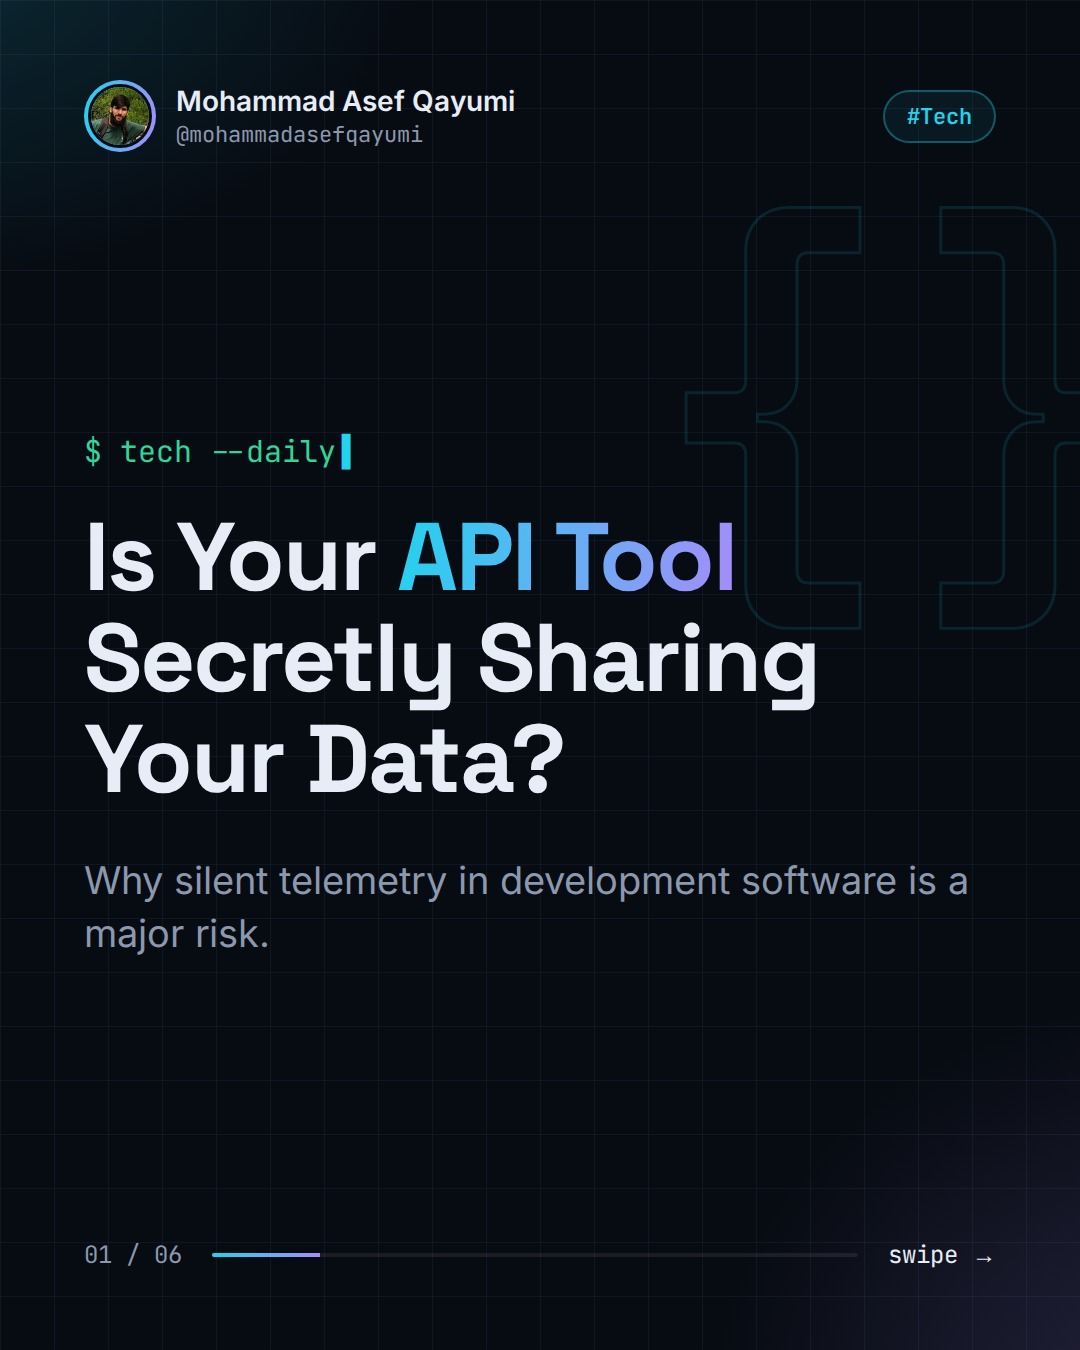 Mohammad Asef Qayumi
@mohammadasefqayumi
#Tech
{ }
$ tech --daily
Is Your API Tool
Secretly Sharing
Your Data?
Why silent telemetry in development software is a
major risk.
01 / 06
swipe →